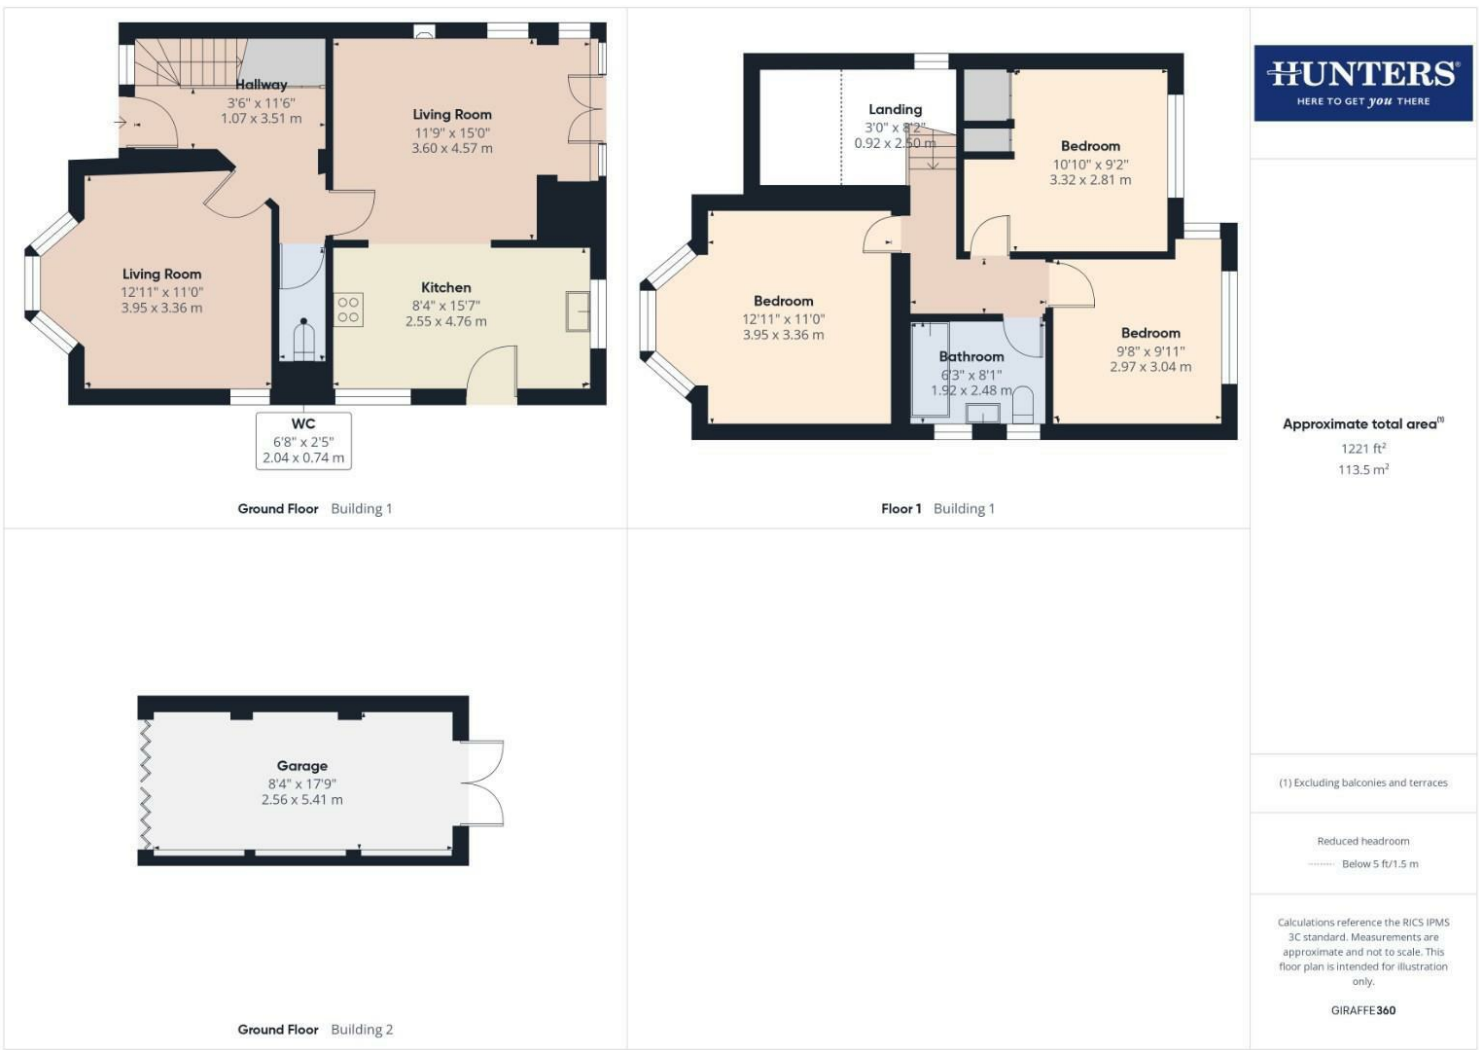 Hallway
3'6" x 11'6"
1.07 x 3.51 m
Living Room
11'9" x 15'0"
3.60 x 4.57 m
Living Room
12'11" x 11'0"
3.95 x 3.36 m
Kitchen
8'4" x 15'7"
2.55 x 4.76 m
WC
6'8" x 2'5"
2.04 x 0.74 m
Ground Floor Building 1
Landing
3'0" x 8'2"
0.92 x 2.50 m
Bedroom
10'10" x 9'2"
3.32 x 2.81 m
Bedroom
12'11" x 11'0"
3.95 x 3.36 m
Bedroom
9'8" x 9'11"
2.97 x 3.04 m
Bathroom
6'3" x 8'1"
1.92 x 2.48 m
Floor 1 Building 1
Garage
8'4" x 17'9"
2.56 x 5.41 m
Ground Floor Building 2
HUNTERS®
HERE TO GET you THERE
Approximate total area(1)
1221 ft²
113.5 m²
(1) Excluding balconies and terraces
Reduced headroom
Below 5 ft/1.5 m
Calculations reference the RICS IPMS
3C standard. Measurements are
approximate and not to scale. This
floor plan is intended for illustration
only.
GIRAFFE360